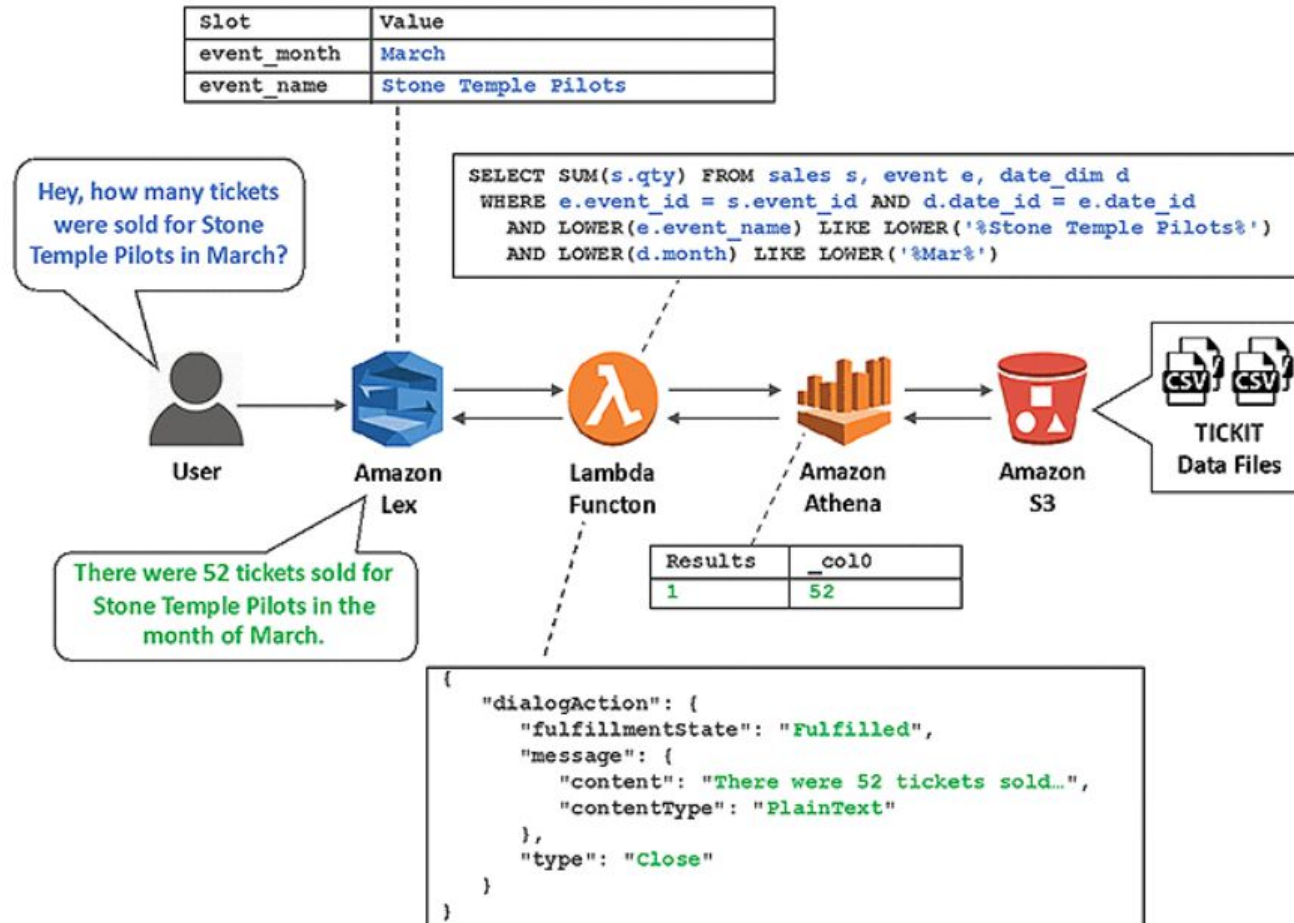 Slot Value
event_month March
event_name Stone Temple Pilots
Hey, how many tickets
were sold for Stone
Temple Pilots in March?
SELECT SUM(s.qty) FROM sales s, event e, date_dim d
WHERE e.event_id = s.event_id AND d.date_id = e.date_id
AND LOWER(e.event_name) LIKE LOWER('%Stone Temple Pilots%')
AND LOWER(d.month) LIKE LOWER('%Mar%')
CSV CSV
TICKIT
Data Files
User
Amazon
Lex
Lambda
Functon
Amazon
Athena
Amazon
S3
There were 52 tickets sold for
Stone Temple Pilots in the
month of March.
Results _col0
1 52
{
"dialogAction": {
"fulfillmentState": "Fulfilled",
"message": {
"content": "There were 52 tickets sold…",
"contentType": "PlainText"
},
"type": "Close"
}
}